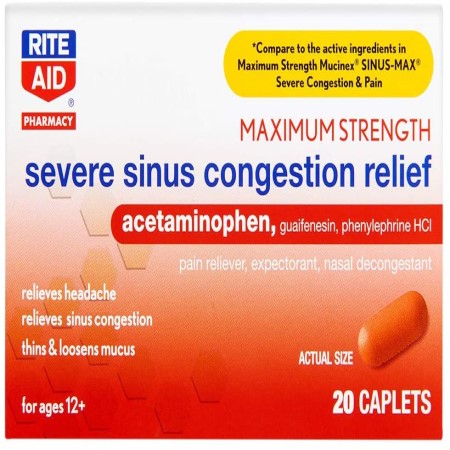 RITE
AID
®
PHARMACY
*Compare to the active ingredients in
Maximum Strength Mucinex® SINUS-MAX®
Severe Congestion & Pain
MAXIMUM STRENGTH
severe sinus congestion relief
acetaminophen, guaifenesin, phenylephrine HCl
pain reliever, expectorant, nasal decongestant
relieves headache
relieves sinus congestion
thins & loosens mucus
ACTUAL SIZE
for ages 12+
20 CAPLETS